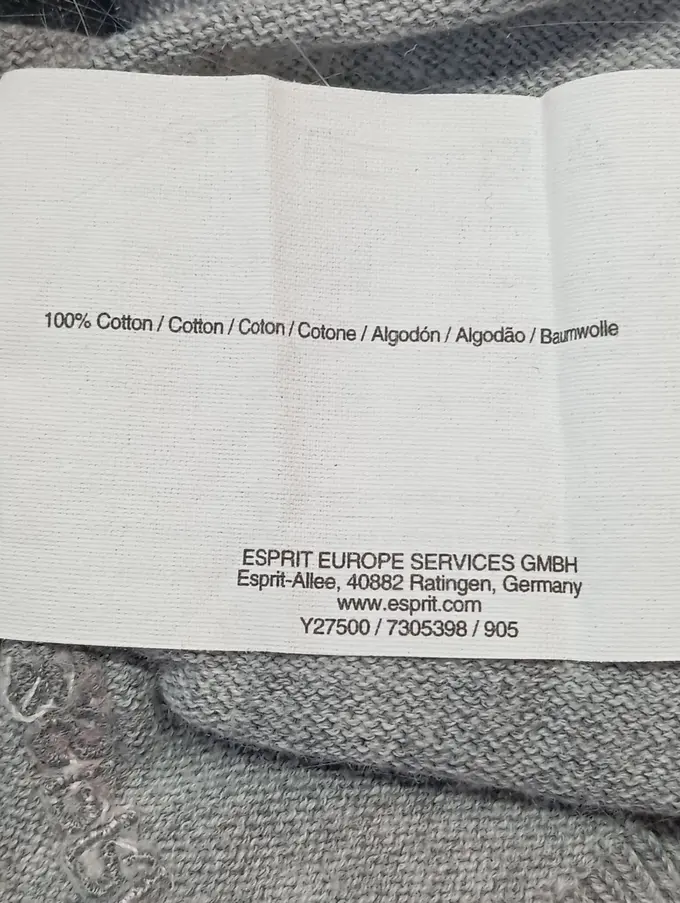 100% Cotton / Cotton / Coton / Cotone / Algodón / Algodão / Baumwolle
ESPRIT EUROPE SERVICES GMBH
Esprit-Allee, 40882 Ratingen, Germany
www.esprit.com
Y27500 / 7305398 / 905